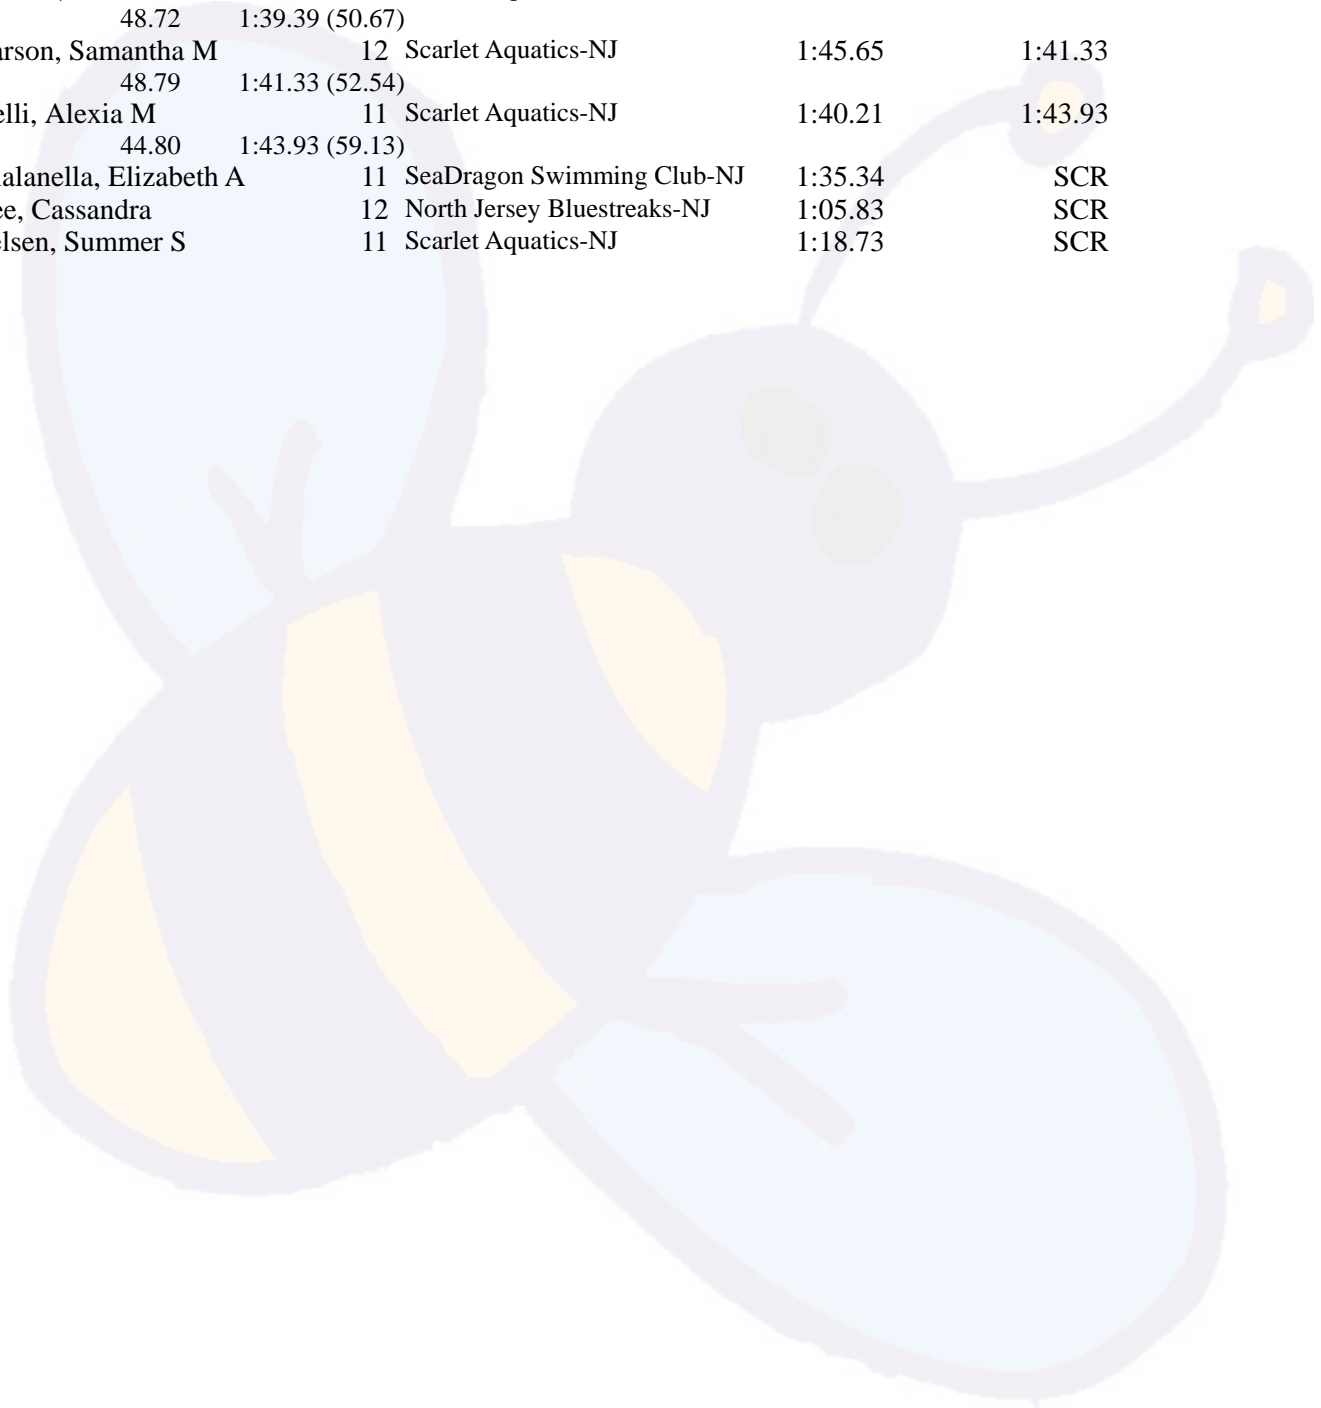 48.72 1:39.39 (50.67)
arson, Samantha M 12 Scarlet Aquatics-NJ 1:45.65 1:41.33
48.79 1:41.33 (52.54)
elli, Alexia M 11 Scarlet Aquatics-NJ 1:40.21 1:43.93
44.80 1:43.93 (59.13)
alanella, Elizabeth A 11 SeaDragon Swimming Club-NJ 1:35.34 SCR
ee, Cassandra 12 North Jersey Bluestreaks-NJ 1:05.83 SCR
elsen, Summer S 11 Scarlet Aquatics-NJ 1:18.73 SCR